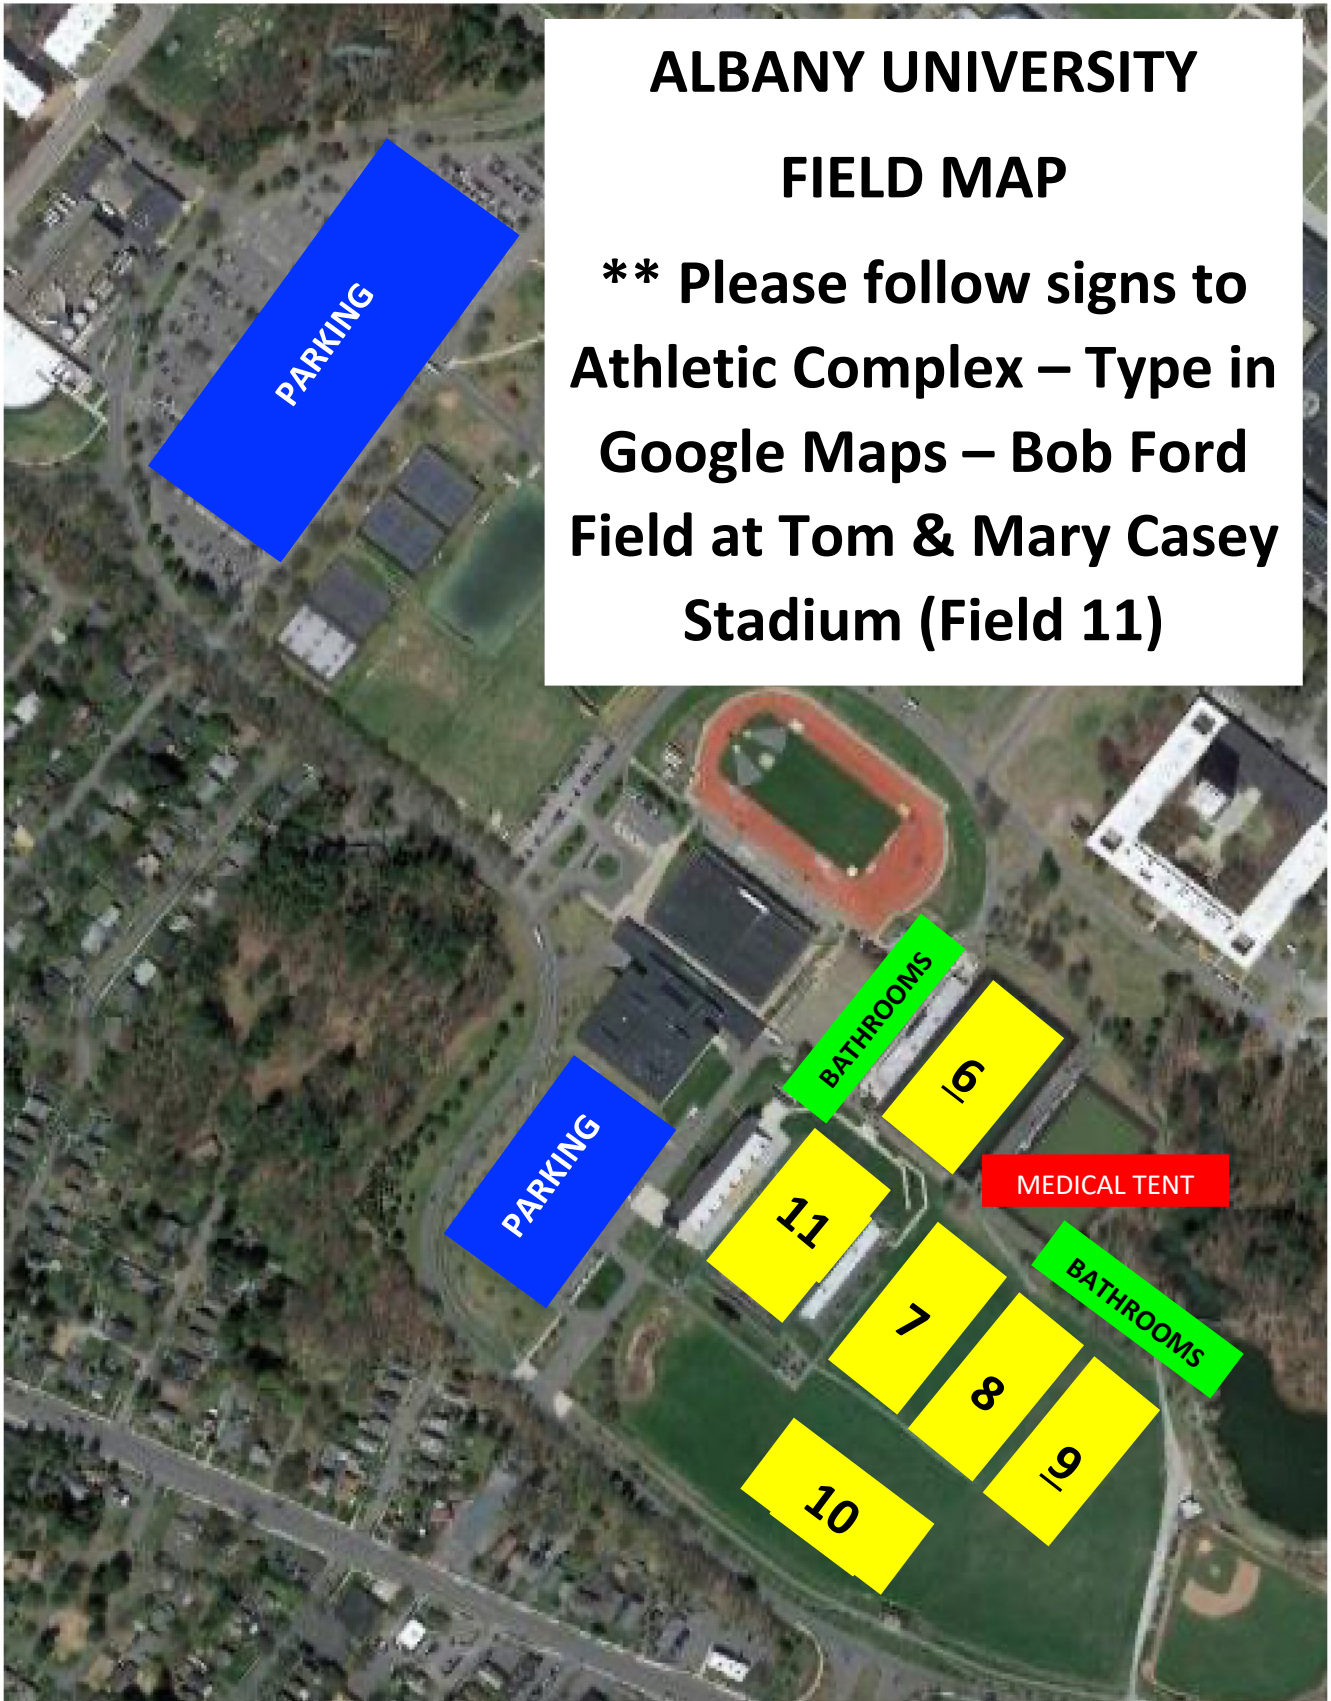 ALBANY UNIVERSITY
FIELD MAP
** Please follow signs to
Athletic Complex – Type in
Google Maps – Bob Ford
Field at Tom & Mary Casey
Stadium (Field 11)
PARKING
BATHROOMS
6
PARKING
MEDICAL TENT
11
BATHROOMS
7
8
9
10